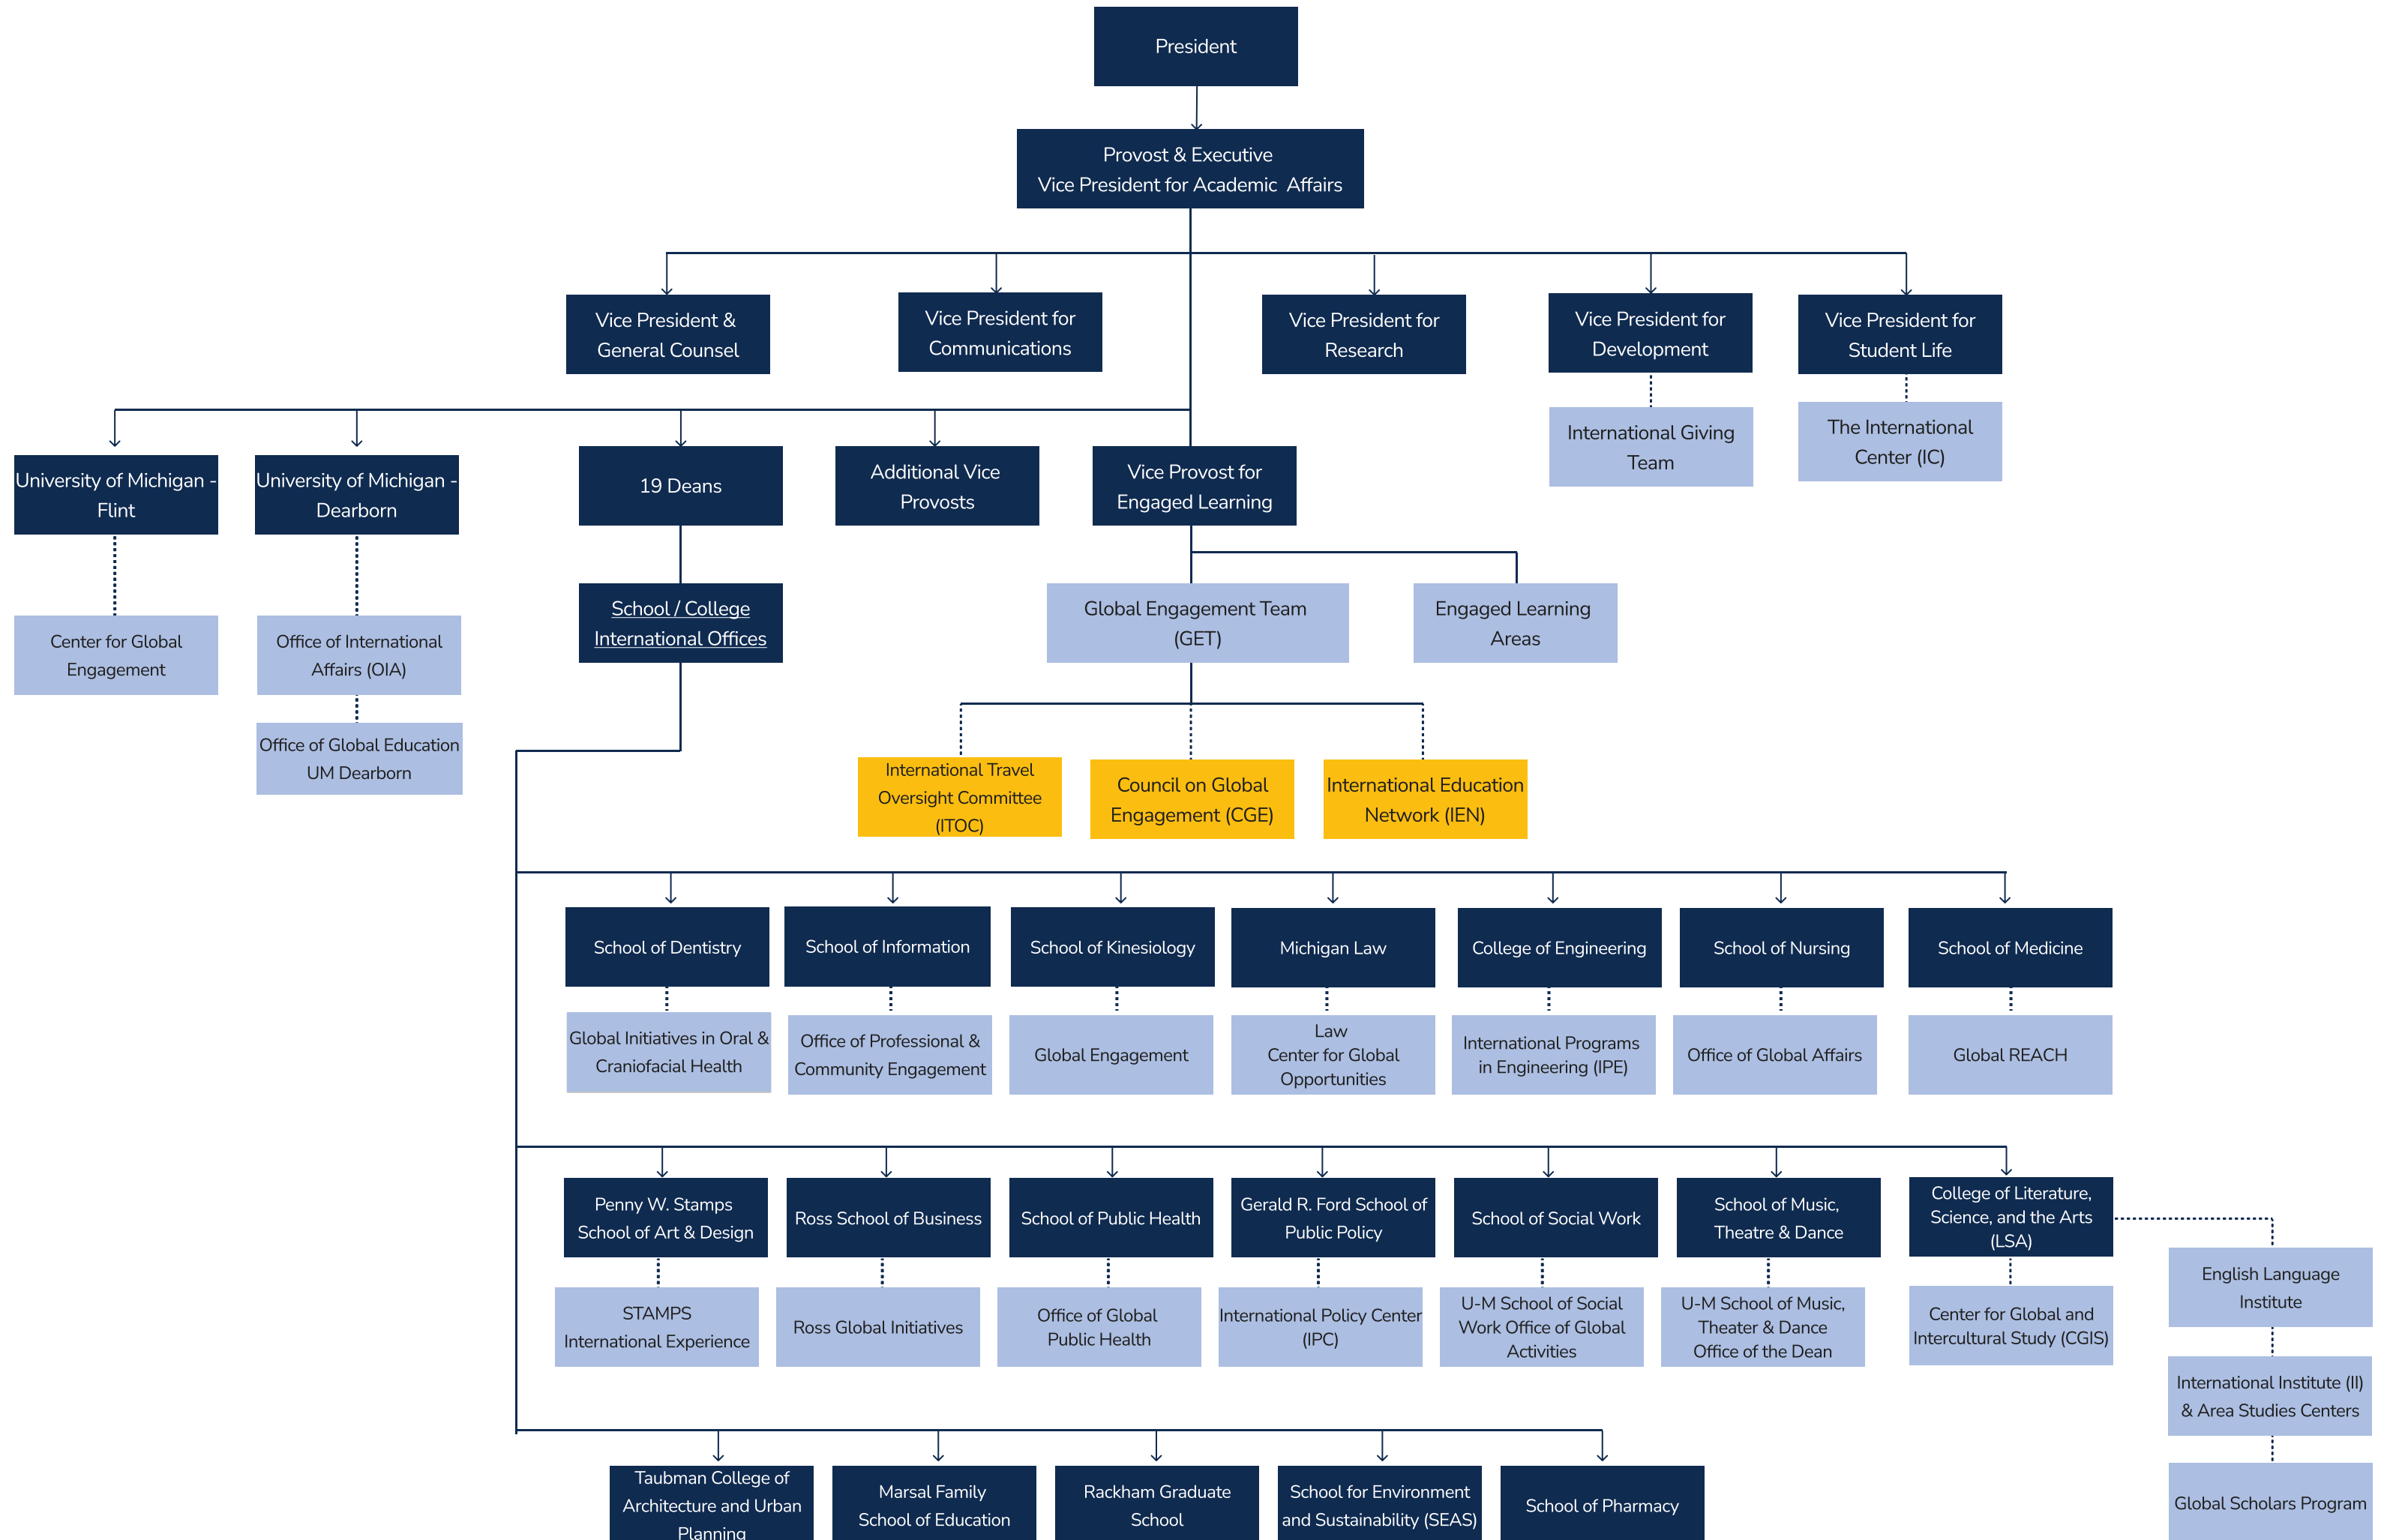 President
Provost & Executive
Vice President for Academic Affairs
Vice President &
General Counsel
Vice President for
Communications
Vice President for
Research
Vice President for
Development
Vice President for
Student Life
International Giving
Team
The International
Center (IC)
University of Michigan -
Flint
University of Michigan -
Dearborn
19 Deans
Additional Vice
Provosts
Vice Provost for
Engaged Learning
Center for Global
Engagement
Office of International
Affairs (OIA)
Office of Global Education
UM Dearborn
School / College
International Offices
Global Engagement Team
(GET)
Engaged Learning
Areas
International Travel
Oversight Committee
(ITOC)
Council on Global
Engagement (CGE)
International Education
Network (IEN)
School of Dentistry
School of Information
School of Kinesiology
Michigan Law
College of Engineering
School of Nursing
School of Medicine
Global Initiatives in Oral &
Craniofacial Health
Office of Professional &
Community Engagement
Global Engagement
Law
Center for Global
Opportunities
International Programs
in Engineering (IPE)
Office of Global Affairs
Global REACH
Penny W. Stamps
School of Art & Design
Ross School of Business
School of Public Health
Gerald R. Ford School of
Public Policy
School of Social Work
School of Music,
Theatre & Dance
College of Literature,
Science, and the Arts
(LSA)
STAMPS
International Experience
Ross Global Initiatives
Office of Global
Public Health
International Policy Center
(IPC)
U-M School of Social
Work Office of Global
Activities
U-M School of Music,
Theater & Dance
Office of the Dean
Center for Global and
Intercultural Study (CGIS)
English Language
Institute
International Institute (II)
& Area Studies Centers
Global Scholars Program
Taubman College of
Architecture and Urban
Planning
Marsal Family
School of Education
Rackham Graduate
School
School for Environment
and Sustainability (SEAS)
School of Pharmacy